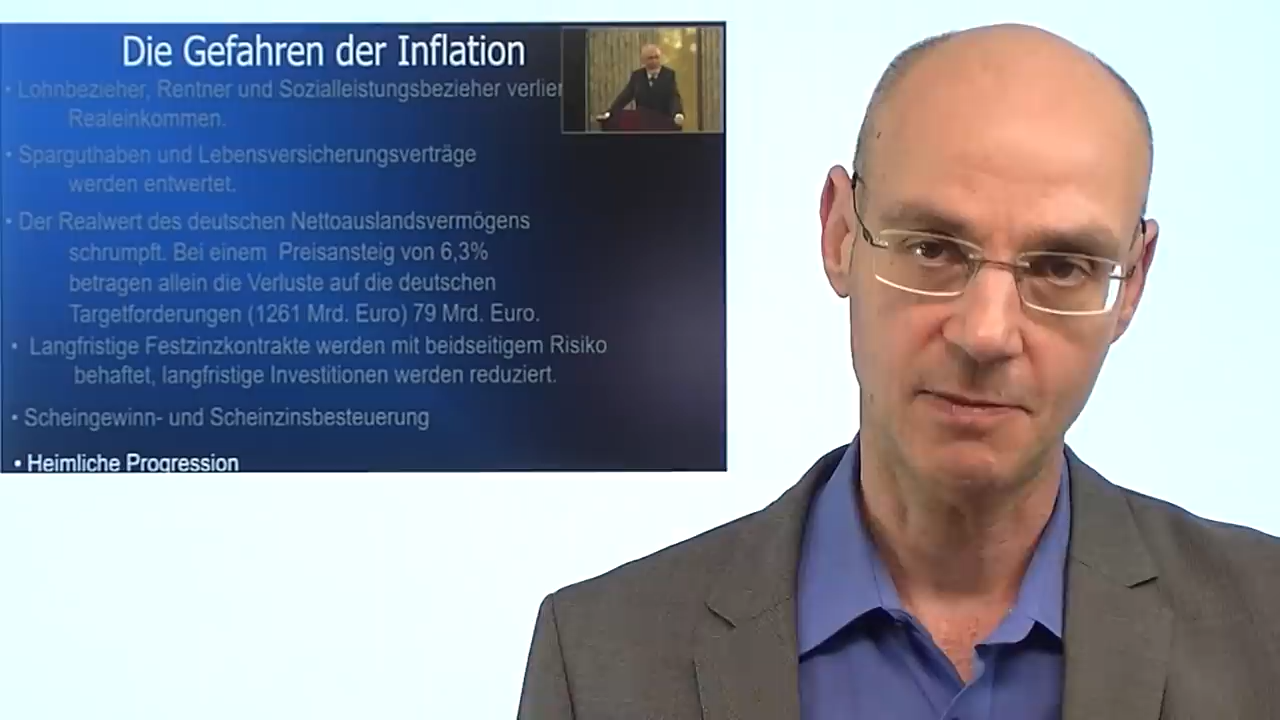 Die Gefahren der Inflation
• Lohnbezieher, Rentner und Sozialleistungsbezieher verlier
Realeinkommen.
• Sparguthaben und Lebensversicherungsverträge
werden entwertet.
• Der Realwert des deutschen Nettoauslandsvermögens
schrumpft. Bei einem Preisansteig von 6,3%
betragen allein die Verluste auf die deutschen
Targetforderungen (1261 Mrd. Euro) 79 Mrd. Euro.
• Langfristige Festzinzkontrakte werden mit beidseitigem Risiko
behaftet, langfristige Investitionen werden reduziert.
• Scheingewinn- und Scheinzinsbesteuerung
• Heimliche Progression